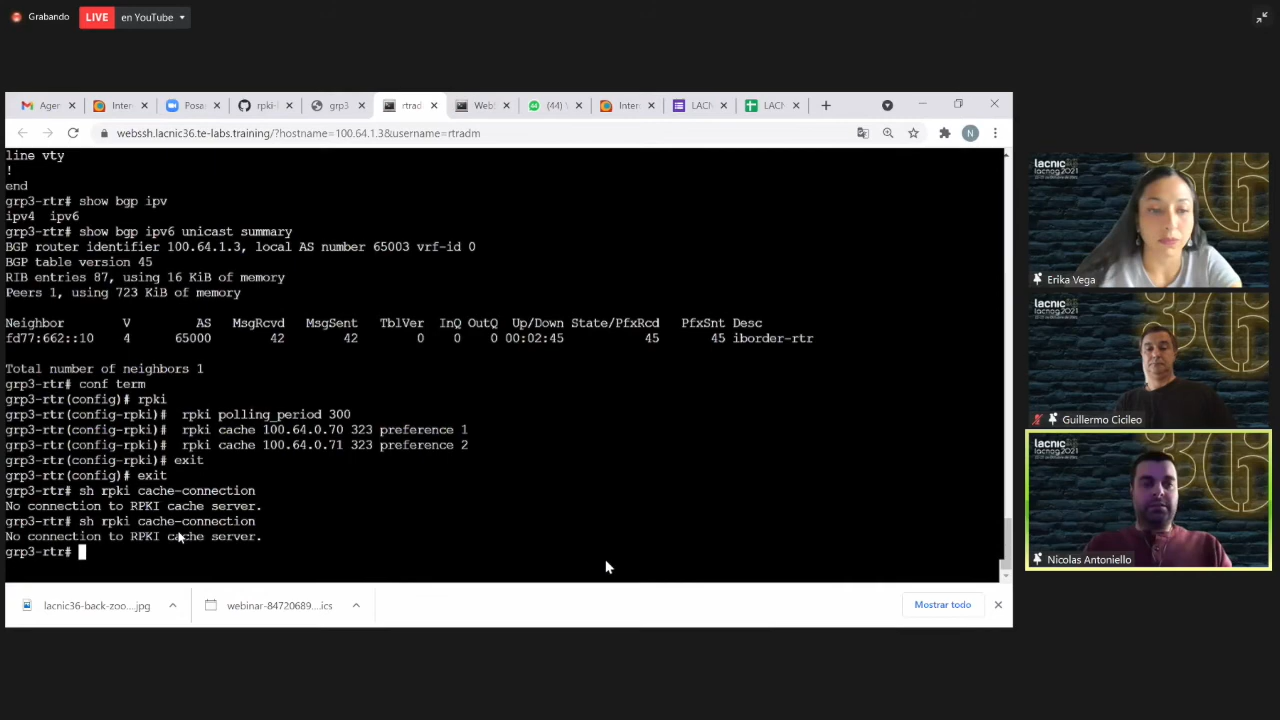 Grabando
LIVE en YouTube
Agen
Inter
Posa
rpki-l
grp3
rtrad
Web
(44)
Inter
LACN
LACN
webssh.lacnic36.te-labs.training/?hostname=100.64.1.3&username=rtradm
N
line vty
!
end
grp3-rtr# show bgp ipv
ipv4 ipv6
grp3-rtr# show bgp ipv6 unicast summary
BGP router identifier 100.64.1.3, local AS number 65003 vrf-id 0
BGP table version 45
RIB entries 87, using 16 KiB of memory
Peers 1, using 723 KiB of memory
Neighbor V AS MsgRcvd MsgSent TblVer InQ OutQ Up/Down State/PfxRcd PfxSnt Desc
fd77:662::10 4 65000 42 42 0 0 0 00:02:45 45 45 iborder-rtr
Total number of neighbors 1
grp3-rtr# conf term
grp3-rtr(config)# rpki
grp3-rtr(config-rpki)# rpki polling_period 300
grp3-rtr(config-rpki)# rpki cache 100.64.0.70 323 preference 1
grp3-rtr(config-rpki)# rpki cache 100.64.0.71 323 preference 2
grp3-rtr(config-rpki)# exit
grp3-rtr(config)# exit
grp3-rtr# sh rpki cache-connection
No connection to RPKI cache server.
grp3-rtr# sh rpki cache-connection
No connection to RPKI cache server.
grp3-rtr#
lacnic36-back-zoo....jpg
webinar-84720689....ics
Mostrar todo
lacnic36
lacnog2021
Erika Vega
lacnic
lacnog2021
Guillermo Cicileo
lacnic
lacnog2021
Nicolas Antoniello